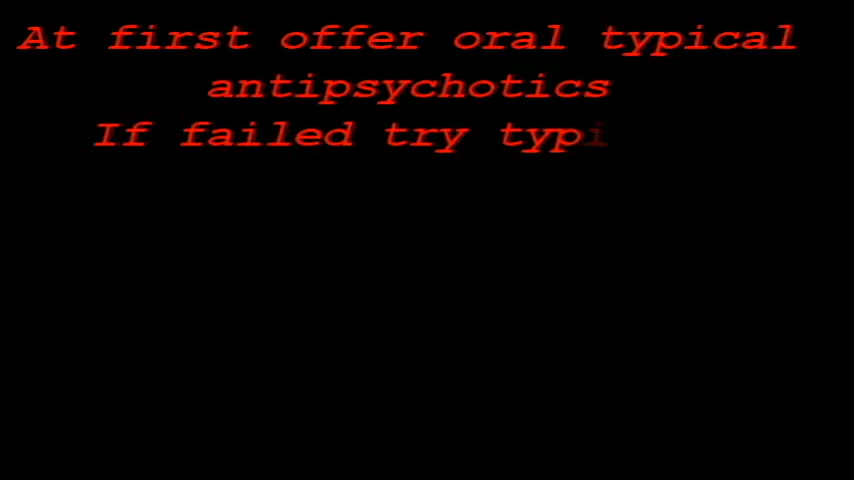 At first offer oral typical
antipsychotics
If failed try typi